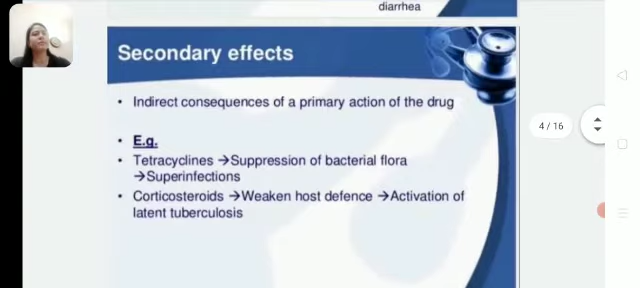 diarrhea
Secondary effects
• Indirect consequences of a primary action of the drug
• E.g.
• Tetracyclines →Suppression of bacterial flora
→Superinfections
• Corticosteroids →Weaken host defence →Activation of
latent tuberculosis
4 / 16